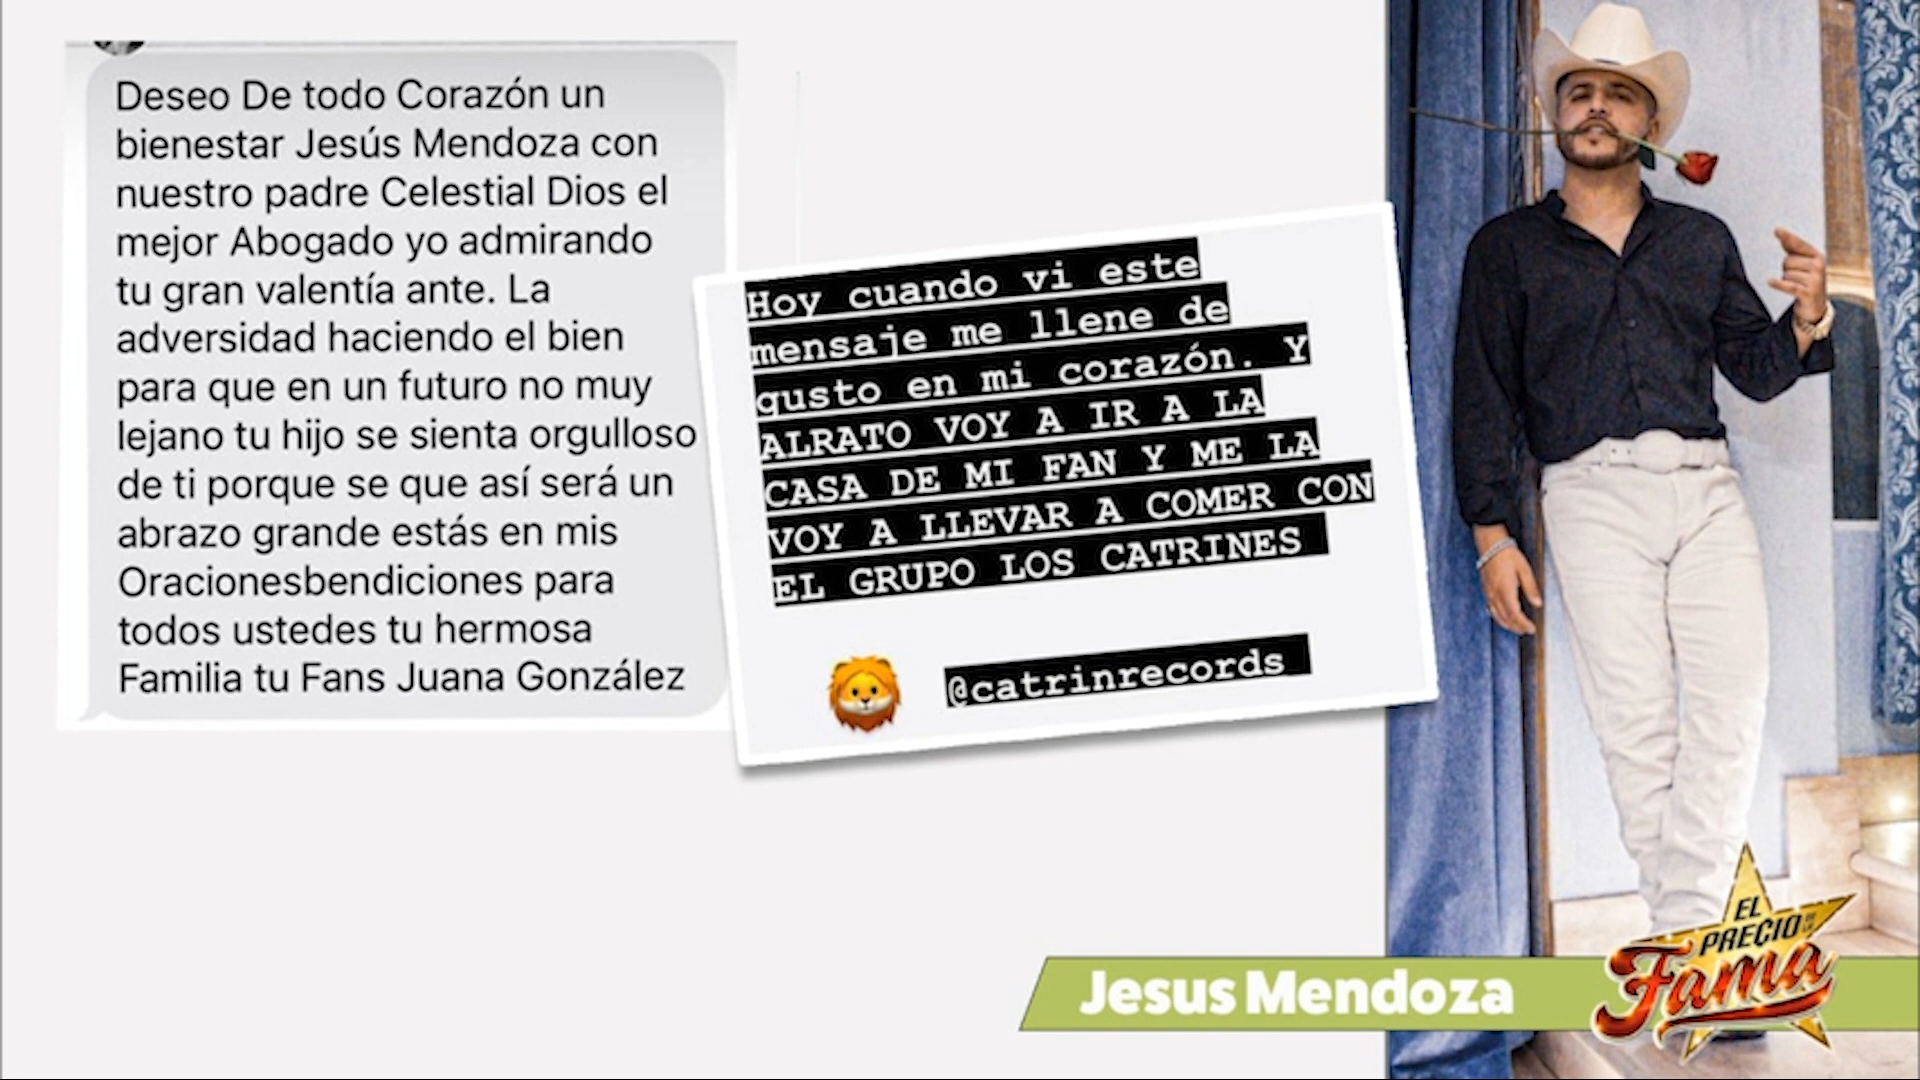 Deseo De todo Corazón un
bienestar Jesús Mendoza con
nuestro padre Celestial Dios el
mejor Abogado yo admirando
tu gran valentía ante. La
adversidad haciendo el bien
para que en un futuro no muy
lejano tu hijo se sienta orgulloso
de ti porque se que así será un
abrazo grande estás en mis
Oracionesbendiciones para
todos ustedes tu hermosa
Familia tu Fans Juana González
Hoy cuando vi este
mensaje me llene de
gusto en mi corazón. Y
ALRATO VOY A IR A LA
CASA DE MI FAN Y ME LA
VOY A LLEVAR A COMER CON
EL GRUPO LOS CATRINES
@catrinrecords
Jesus Mendoza
EL
PRECIO DE LA
Fama